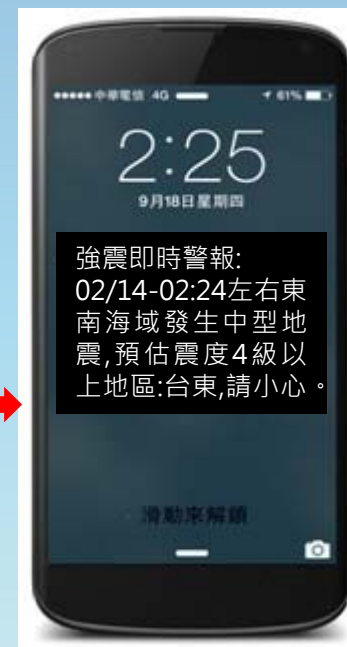 中華電信 4G
61%
2:25
9月18日星期四
強震即時警報:
02/14-02:24左右東
南海域發生中型地
震,預估震度4級以
上地區:台東,請小心。
滑動來解鎖